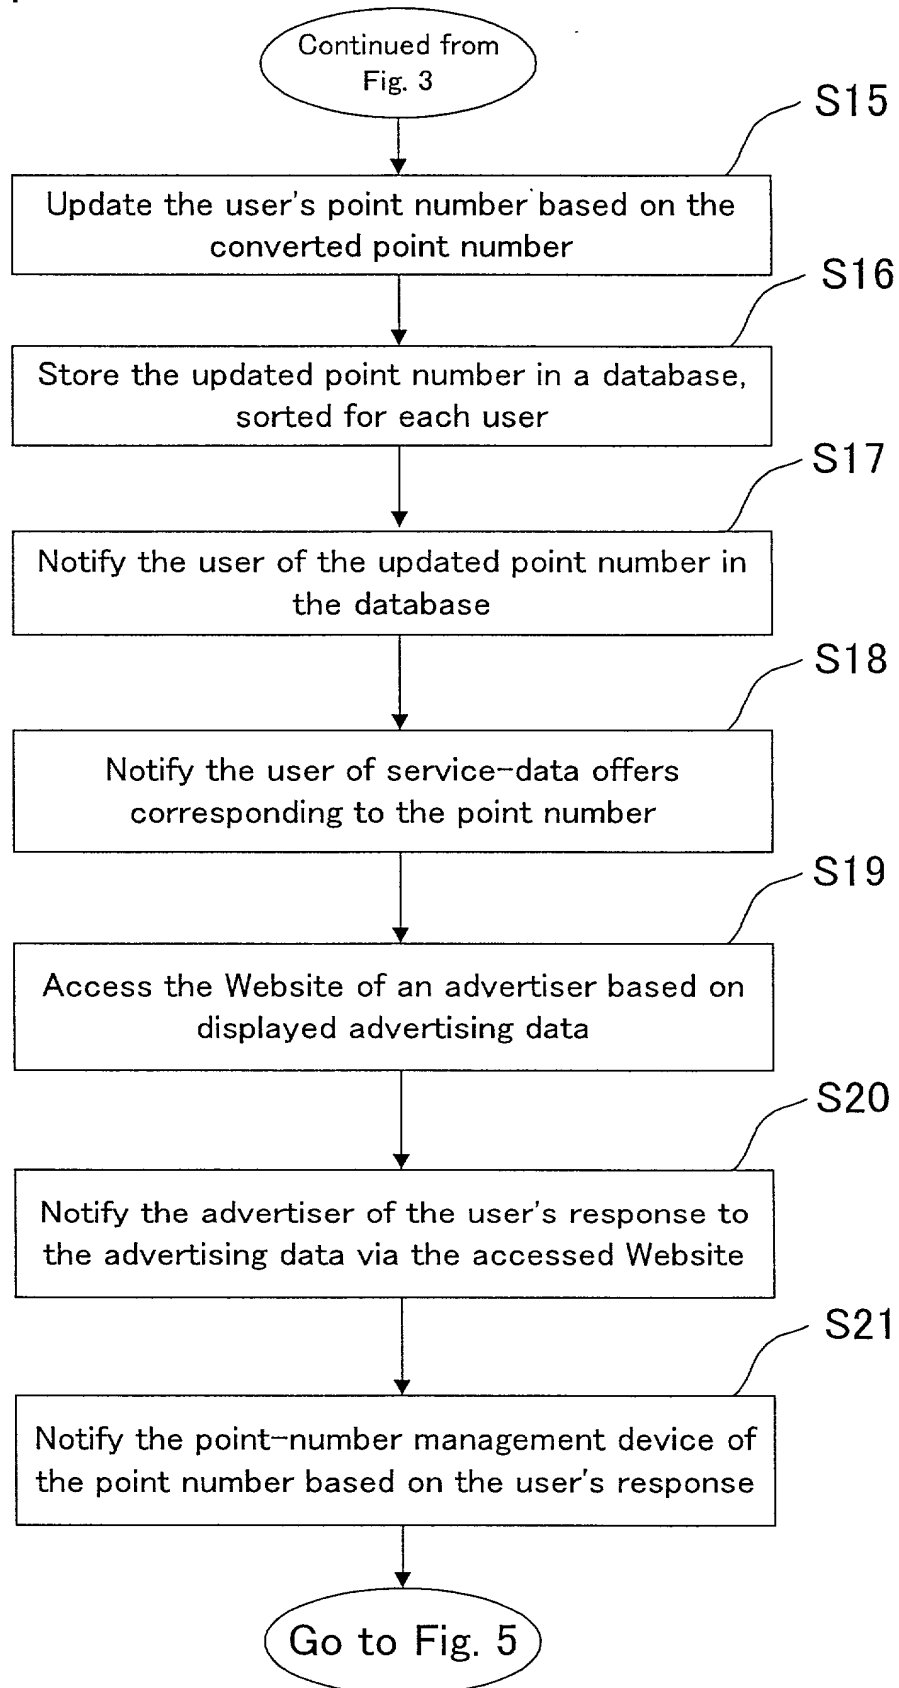 Continued from
Fig. 3
S15
Update the user's point number based on the
converted point number
S16
Store the updated point number in a database,
sorted for each user
S17
Notify the user of the updated point number in
the database
S18
Notify the user of service-data offers
corresponding to the point number
S19
Access the Website of an advertiser based on
displayed advertising data
S20
Notify the advertiser of the user's response to
the advertising data via the accessed Website
S21
Notify the point-number management device of
the point number based on the user's response
Go to Fig. 5